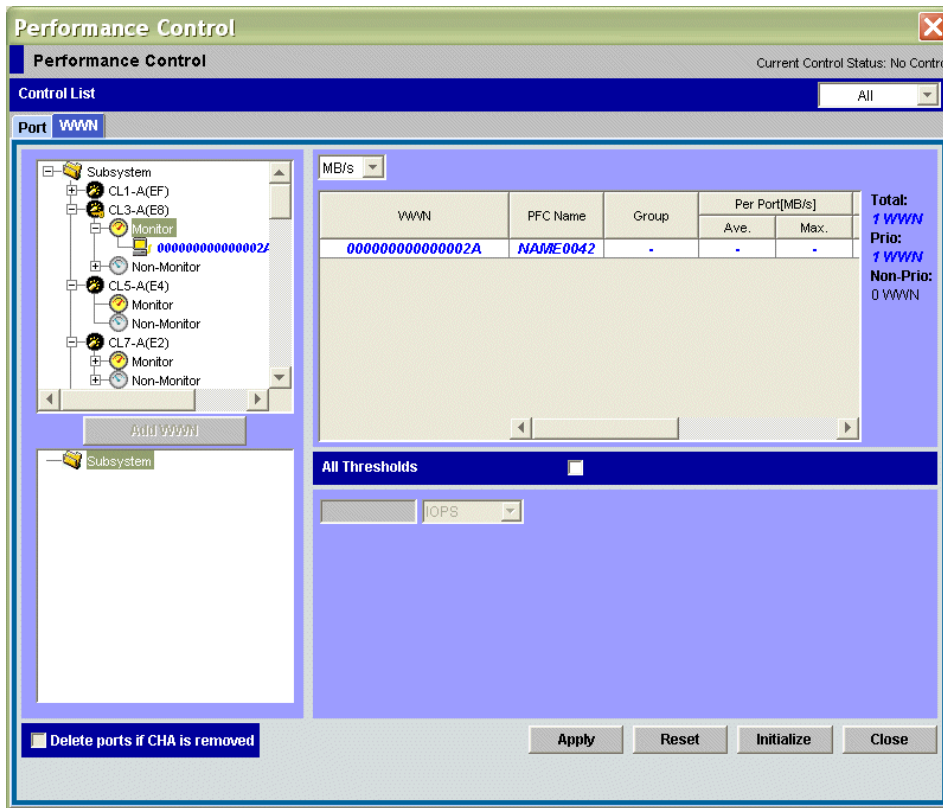 Performance Control
Performance Control
Current Control Status: No Contro
Control List
All
Port WWN
Subsystem
CL1-A(EF)
CL3-A(E8)
Monitor
000000000000002A
Non-Monitor
CL5-A(E4)
Monitor
Non-Monitor
CL7-A(E2)
Monitor
Non-Monitor
Add WWN
Subsystem
MB/s
WWN PFC Name Group Per Port[MB/s]
Ave. Max.
000000000000002A NAME0042 - - -
Total:
1 WWN
Prio:
1 WWN
Non-Prio:
0 WWN
All Thresholds
IOPS
Delete ports if CHA is removed
Apply Reset Initialize Close